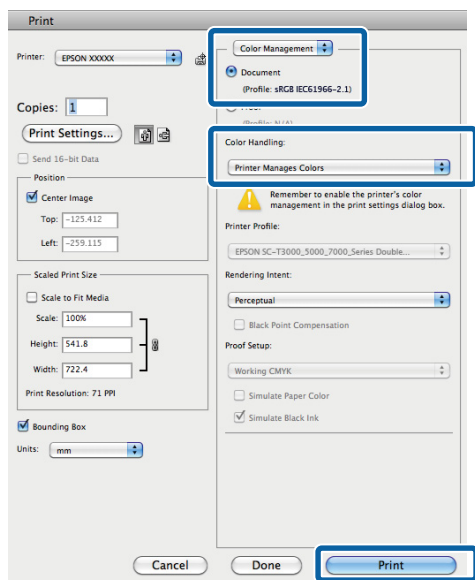 Print
Printer: EPSON XXXXX
Copies: 1
Print Settings...
Send 16-bit Data
Position
Center Image
Top: -125.412
Left: -259.115
Scaled Print Size
Scale to Fit Media
Scale: 100%
Height: 541.8
Width: 722.4
Print Resolution: 71 PPI
Bounding Box
Units: mm
Color Management
Document
(Profile: sRGB IEC61966-2.1)
(Profile: N/A)
Color Handling:
Printer Manages Colors
Remember to enable the printer's color
management in the print settings dialog box.
Printer Profile:
EPSON SC-T3000_5000_7000_Series Double...
Rendering Intent:
Perceptual
Black Point Compensation
Proof Setup:
Working CMYK
Simulate Paper Color
Simulate Black Ink
Cancel
Done
Print